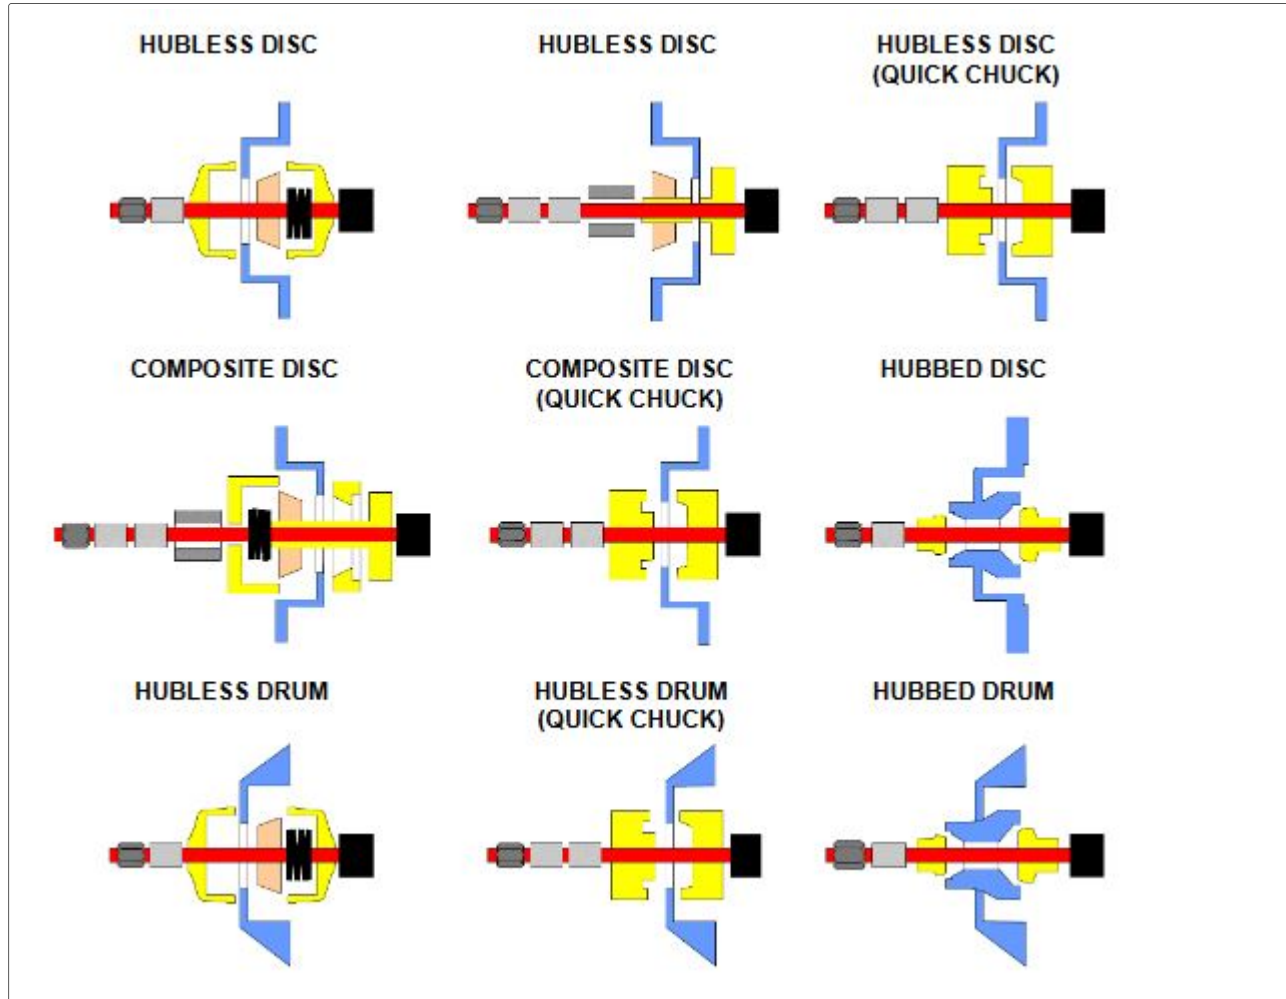 HUBLESS DISC
HUBLESS DISC
HUBLESS DISC
(QUICK CHUCK)
COMPOSITE DISC
COMPOSITE DISC
(QUICK CHUCK)
HUBBED DISC
HUBLESS DRUM
HUBLESS DRUM
(QUICK CHUCK)
HUBBED DRUM